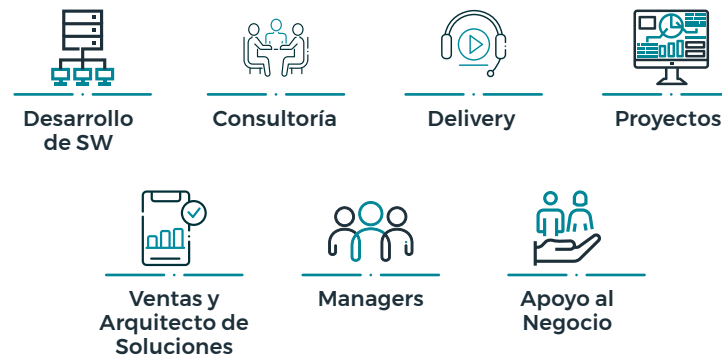 Desarrollo
de SW
Consultoría
Delivery
Proyectos
Ventas y
Arquitecto de
Soluciones
Managers
Apoyo al
Negocio